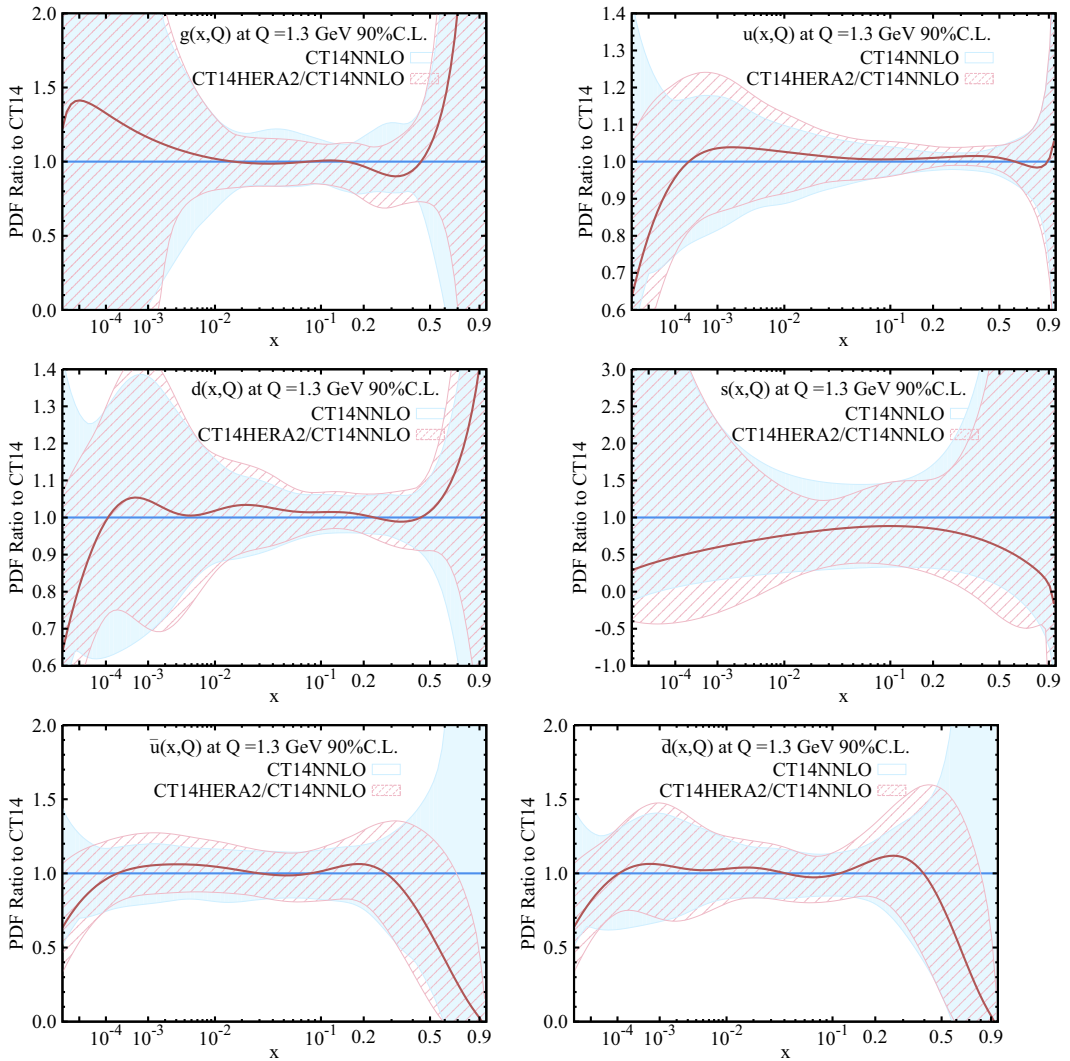 2.0
1.5
1.0
0.5
0.0
PDF Ratio to CT14
g(x,Q) at Q =1.3 GeV 90%C.L.
CT14NNLO
CT14HERA2/CT14NNLO
10⁻⁴ 10⁻³ 10⁻² 10⁻¹ 0.2 0.5 0.9
x
1.4
1.3
1.2
1.1
1.0
0.9
0.8
0.7
0.6
PDF Ratio to CT14
u(x,Q) at Q =1.3 GeV 90%C.L.
CT14NNLO
CT14HERA2/CT14NNLO
10⁻⁴ 10⁻³ 10⁻² 10⁻¹ 0.2 0.5 0.9
x
1.4
1.3
1.2
1.1
1.0
0.9
0.8
0.7
0.6
PDF Ratio to CT14
d(x,Q) at Q =1.3 GeV 90%C.L.
CT14NNLO
CT14HERA2/CT14NNLO
10⁻⁴ 10⁻³ 10⁻² 10⁻¹ 0.2 0.5 0.9
x
3.0
2.5
2.0
1.5
1.0
0.5
0.0
-0.5
-1.0
PDF Ratio to CT14
s(x,Q) at Q =1.3 GeV 90%C.L.
CT14NNLO
CT14HERA2/CT14NNLO
10⁻⁴ 10⁻³ 10⁻² 10⁻¹ 0.2 0.5 0.9
x
2.0
1.5
1.0
0.5
0.0
PDF Ratio to CT14
ū(x,Q) at Q =1.3 GeV 90%C.L.
CT14NNLO
CT14HERA2/CT14NNLO
10⁻⁴ 10⁻³ 10⁻² 10⁻¹ 0.2 0.5 0.9
x
2.0
1.5
1.0
0.5
0.0
PDF Ratio to CT14
d̄(x,Q) at Q =1.3 GeV 90%C.L.
CT14NNLO
CT14HERA2/CT14NNLO
10⁻⁴ 10⁻³ 10⁻² 10⁻¹ 0.2 0.5 0.9
x